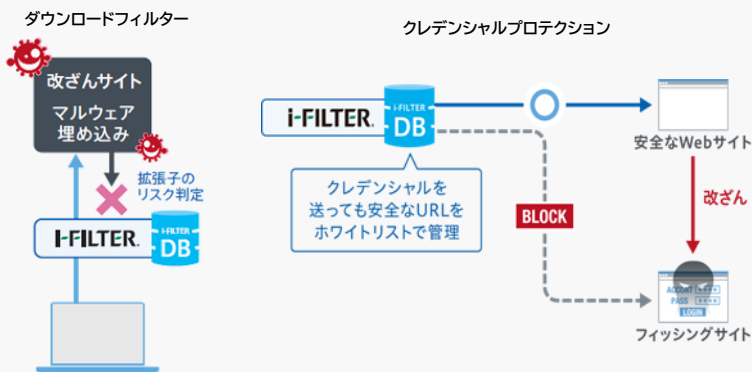 ダウンロードフィルター
改ざんサイト
マルウェア
埋め込み
拡張子の
リスク判定
i-FILTER®
i-FILTER
DB
クレデンシャルプロテクション
i-FILTER®
i-FILTER
DB
クレデンシャルを
送っても安全なURLを
ホワイトリストで管理
BLOCK
安全なWebサイト
改ざん
ACCONT
PASS
LOGIN
フィッシングサイト